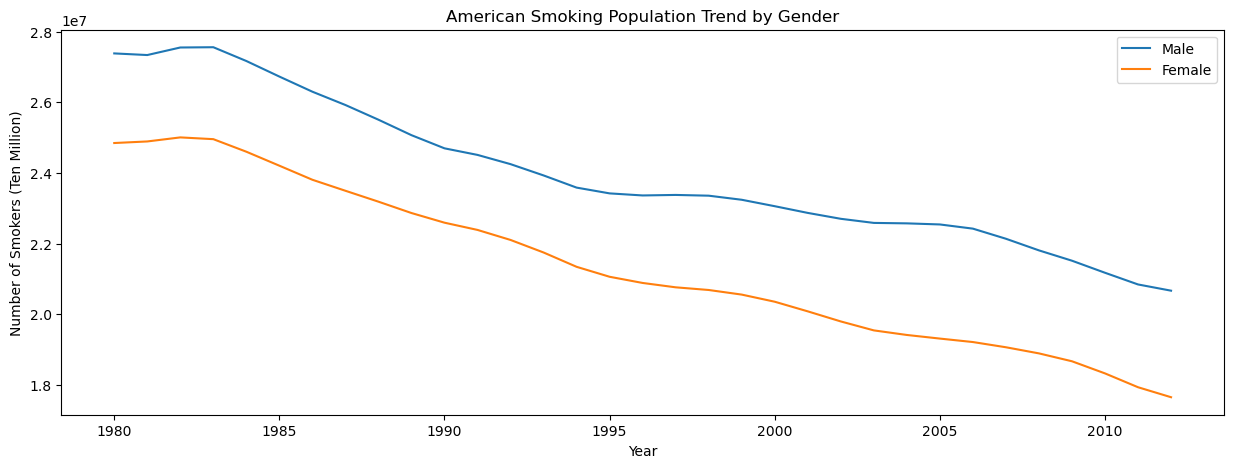 American Smoking Population Trend by Gender
1e7
2.8
2.6
2.4
2.2
2.0
1.8
Number of Smokers (Ten Million)
Male
Female
1980
1985
1990
1995
2000
2005
2010
Year